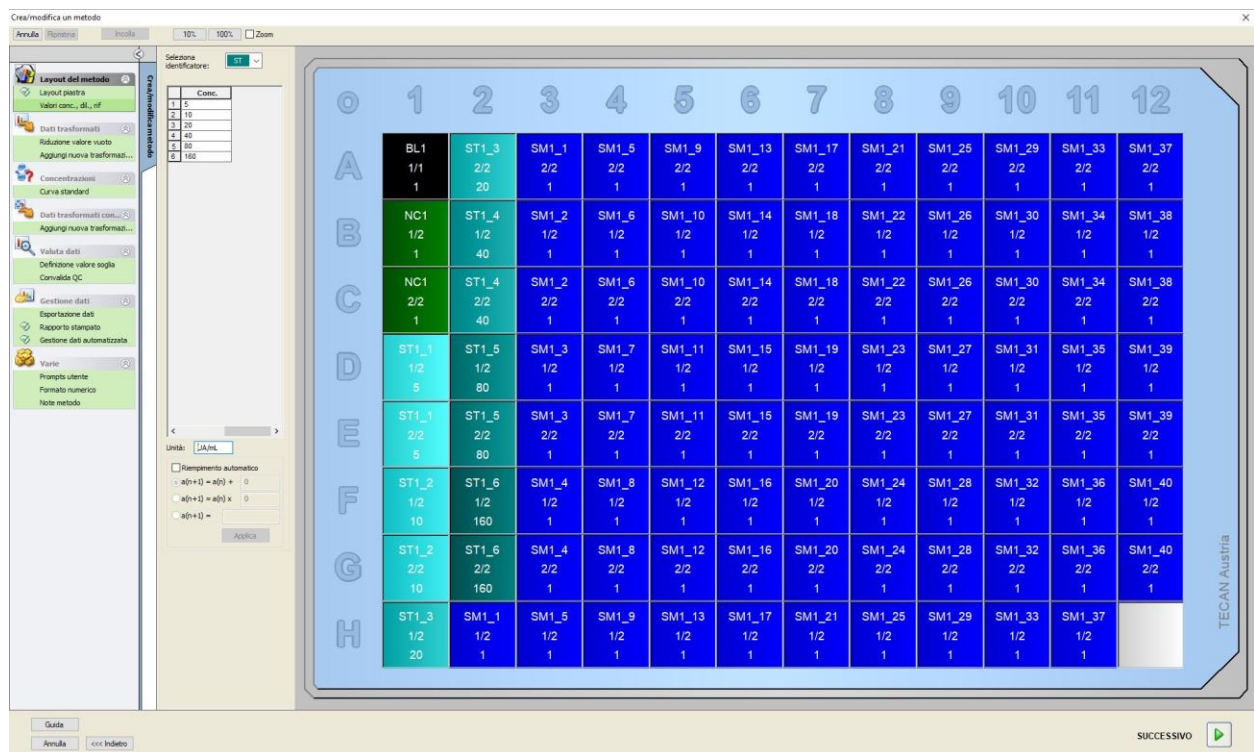 Crea/modifica un metodo
Annulla Ripristina Incolla 10% 100% Zoom
Layout del metodo
Layout piastra
Valori conc., dil., rif
Dati trasformati
Riduzione valore vuoto
Aggiungi nuova trasformazi...
Concentrazioni
Curva standard
Dati trasformati con...
Aggiungi nuova trasformazi...
Valuta dati
Definizione valore soglia
Convalida QC
Gestione dati
Esportazione dati
Rapporto stampato
Gestione dati automatizzata
Varie
Prompts utente
Formato numerico
Note metodo
Crea/modifica metodo
Seleziona
identificatore: ST
Conc.
1 5
2 10
3 20
4 40
5 80
6 160
Unità: UA/mL
Riempimento automatico
a(n+1) = a(n) + 0
a(n+1) = a(n) x 0
a(n+1) =
Applica
1 2 3 4 5 6 7 8 9 10 11 12
A
BL1 ST1_3 SM1_1 SM1_5 SM1_9 SM1_13 SM1_17 SM1_21 SM1_25 SM1_29 SM1_33 SM1_37
1/1 2/2 2/2 2/2 2/2 2/2 2/2 2/2 2/2 2/2 2/2 2/2
1 20 1 1 1 1 1 1 1 1 1 1
B
NC1 ST1_4 SM1_2 SM1_6 SM1_10 SM1_14 SM1_18 SM1_22 SM1_26 SM1_30 SM1_34 SM1_38
1/2 1/2 1/2 1/2 1/2 1/2 1/2 1/2 1/2 1/2 1/2 1/2
1 40 1 1 1 1 1 1 1 1 1 1
C
NC1 ST1_4 SM1_2 SM1_6 SM1_10 SM1_14 SM1_18 SM1_22 SM1_26 SM1_30 SM1_34 SM1_38
2/2 2/2 2/2 2/2 2/2 2/2 2/2 2/2 2/2 2/2 2/2 2/2
1 40 1 1 1 1 1 1 1 1 1 1
D
ST1_1 ST1_5 SM1_3 SM1_7 SM1_11 SM1_15 SM1_19 SM1_23 SM1_27 SM1_31 SM1_35 SM1_39
1/2 1/2 1/2 1/2 1/2 1/2 1/2 1/2 1/2 1/2 1/2 1/2
5 80 1 1 1 1 1 1 1 1 1 1
E
ST1_1 ST1_5 SM1_3 SM1_7 SM1_11 SM1_15 SM1_19 SM1_23 SM1_27 SM1_31 SM1_35 SM1_39
2/2 2/2 2/2 2/2 2/2 2/2 2/2 2/2 2/2 2/2 2/2 2/2
5 80 1 1 1 1 1 1 1 1 1 1
F
ST1_2 ST1_6 SM1_4 SM1_8 SM1_12 SM1_16 SM1_20 SM1_24 SM1_28 SM1_32 SM1_36 SM1_40
1/2 1/2 1/2 1/2 1/2 1/2 1/2 1/2 1/2 1/2 1/2 1/2
10 160 1 1 1 1 1 1 1 1 1 1
G
ST1_2 ST1_6 SM1_4 SM1_8 SM1_12 SM1_16 SM1_20 SM1_24 SM1_28 SM1_32 SM1_36 SM1_40
2/2 2/2 2/2 2/2 2/2 2/2 2/2 2/2 2/2 2/2 2/2 2/2
10 160 1 1 1 1 1 1 1 1 1 1
H
ST1_3 SM1_1 SM1_5 SM1_9 SM1_13 SM1_17 SM1_21 SM1_25 SM1_29 SM1_33 SM1_37
1/2 1/2 1/2 1/2 1/2 1/2 1/2 1/2 1/2 1/2 1/2
20 1 1 1 1 1 1 1 1 1 1
TECAN Austria
Guida
Annulla <<< Indietro
SUCCESSIVO